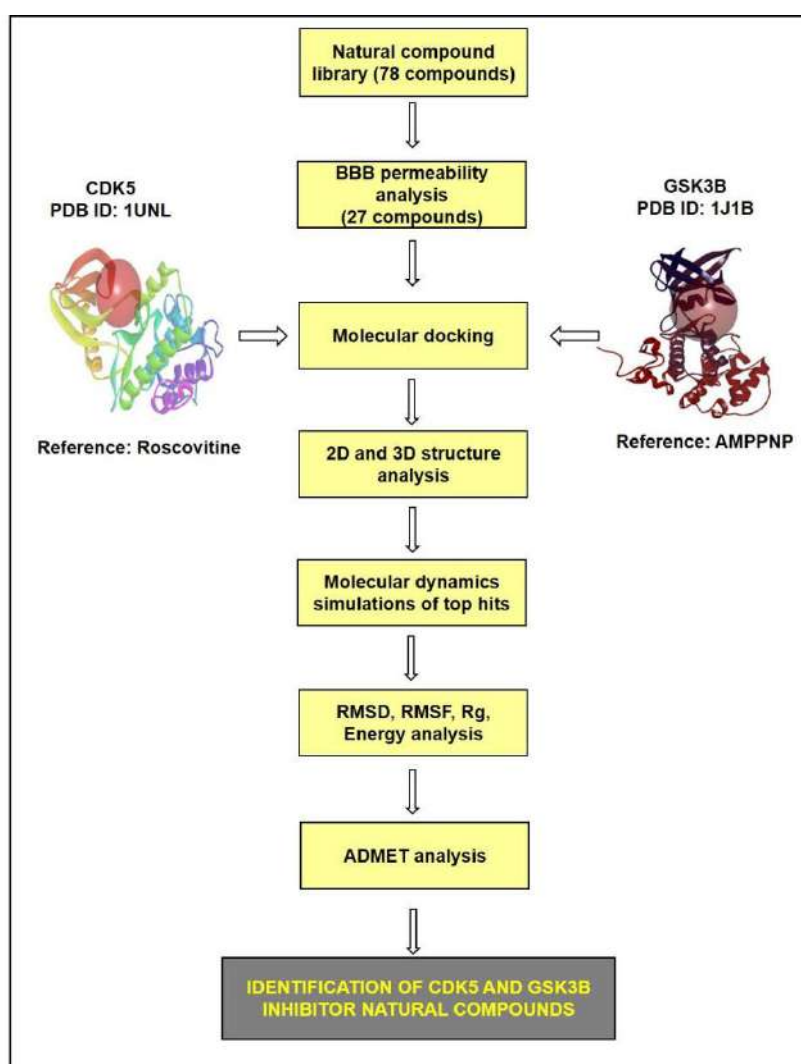 Natural compound
library (78 compounds)
BBB permeability
analysis
(27 compounds)
CDK5
PDB ID: 1UNL
GSK3B
PDB ID: 1J1B
Molecular docking
Reference: Roscovitine
Reference: AMPPNP
2D and 3D structure
analysis
Molecular dynamics
simulations of top hits
RMSD, RMSF, Rg,
Energy analysis
ADMET analysis
IDENTIFICATION OF CDK5 AND GSK3B
INHIBITOR NATURAL COMPOUNDS